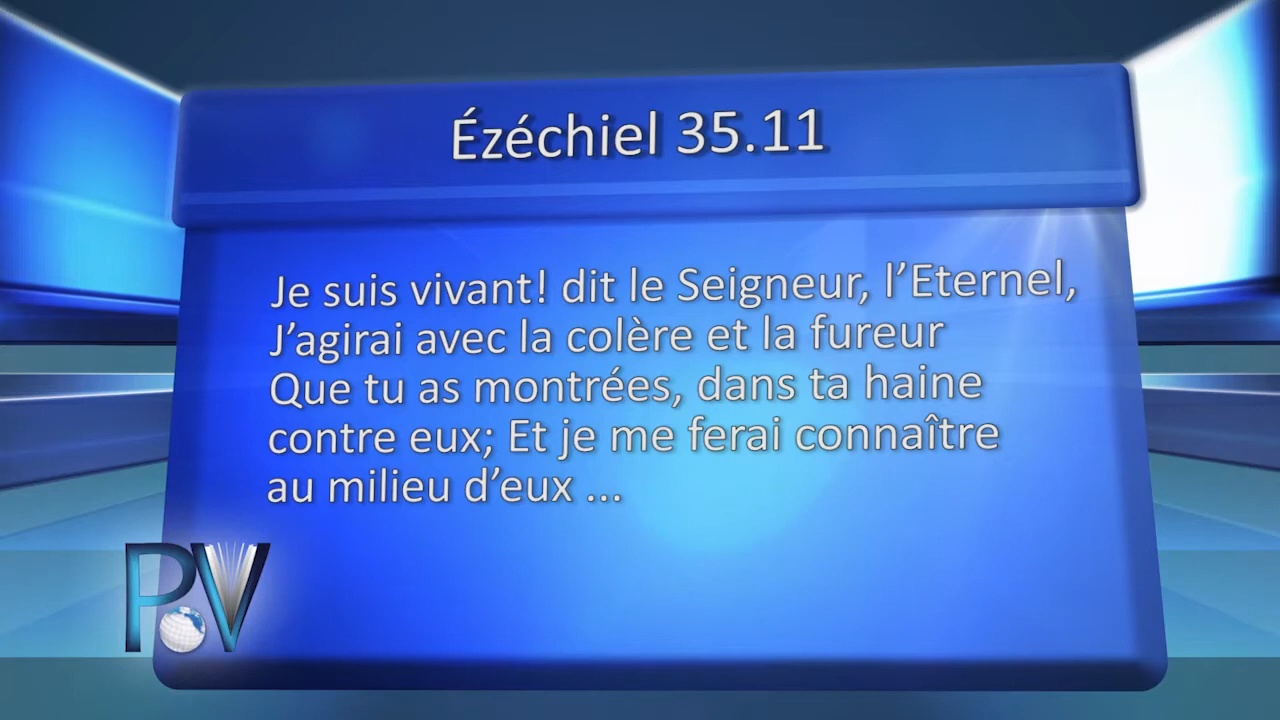 Ézéchiel 35.11
Je suis vivant! dit le Seigneur, l’Eternel,
J’agirai avec la colère et la fureur
Que tu as montrées, dans ta haine
contre eux; Et je me ferai connaître
au milieu d’eux ...
PV